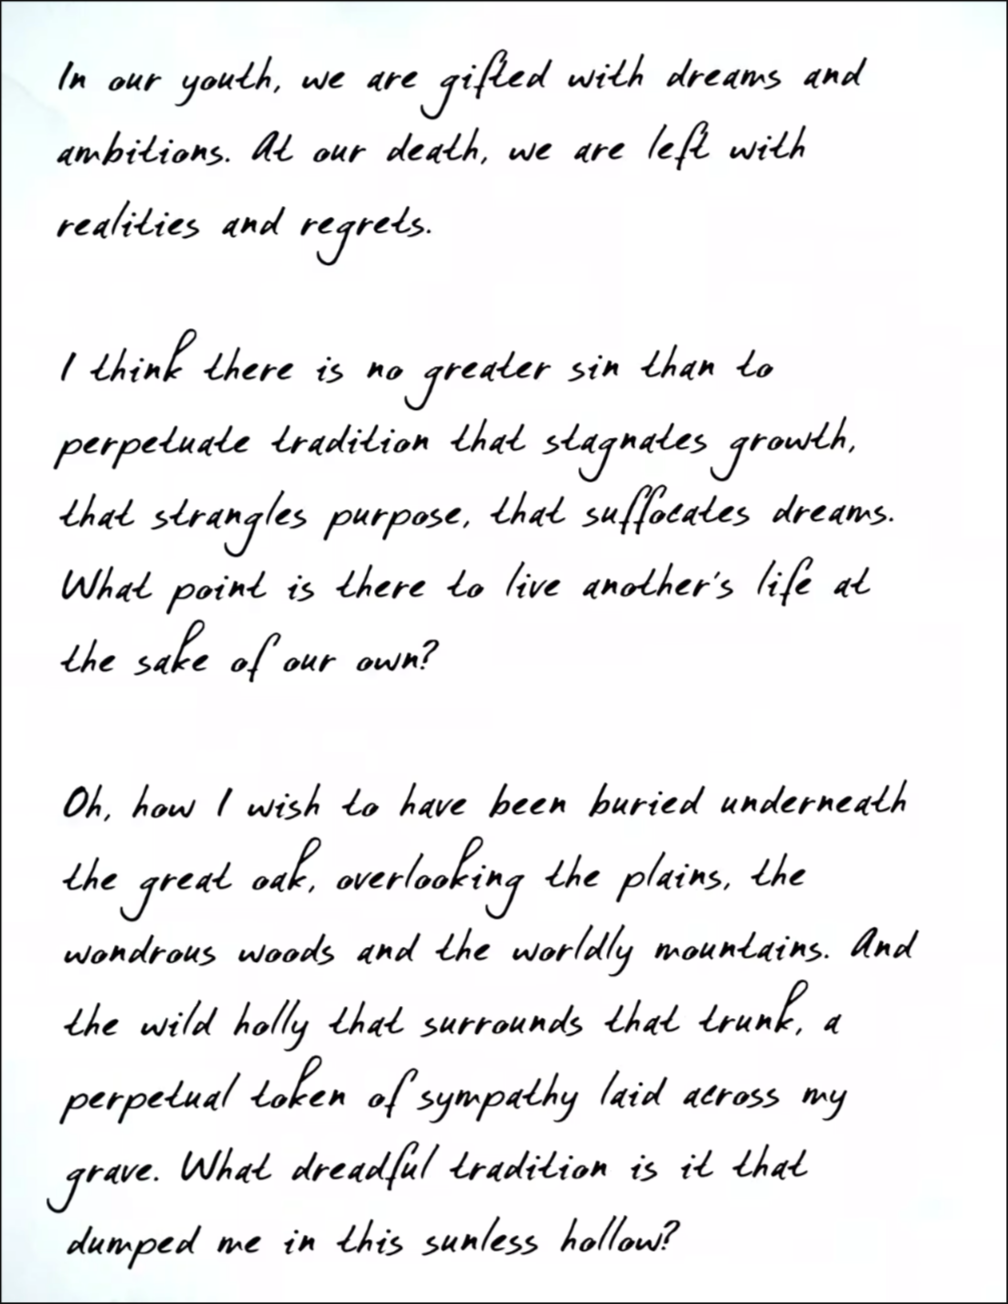 In our youth, we are gifted with dreams and
ambitions. At our death, we are left with
realities and regrets.
I think there is no greater sin than to
perpetuate tradition that stagnates growth,
that strangles purpose, that suffocates dreams.
What point is there to live another's life at
the sake of our own?
Oh, how I wish to have been buried underneath
the great oak, overlooking the plains, the
wondrous woods and the worldly mountains. And
the wild holly that surrounds that trunk, a
perpetual token of sympathy laid across my
grave. What dreadful tradition is it that
dumped me in this sunless hollow?